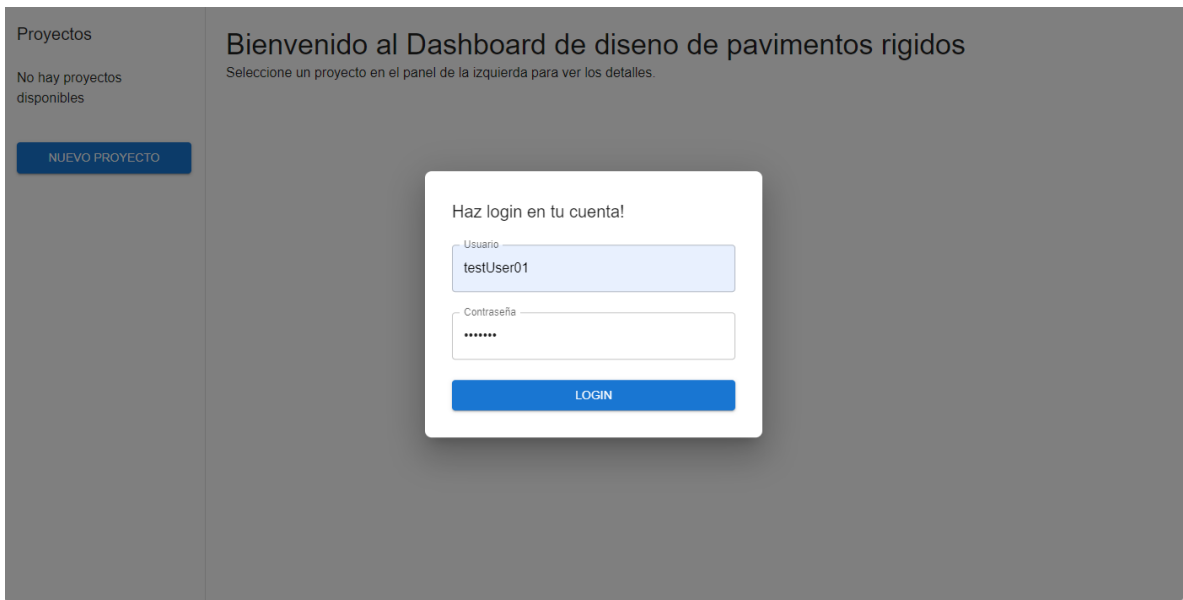 Proyectos
No hay proyectos
disponibles
NUEVO PROYECTO
Bienvenido al Dashboard de diseno de pavimentos rigidos
Seleccione un proyecto en el panel de la izquierda para ver los detalles.
Haz login en tu cuenta!
Usuario
testUser01
Contraseña
•••••••
LOGIN